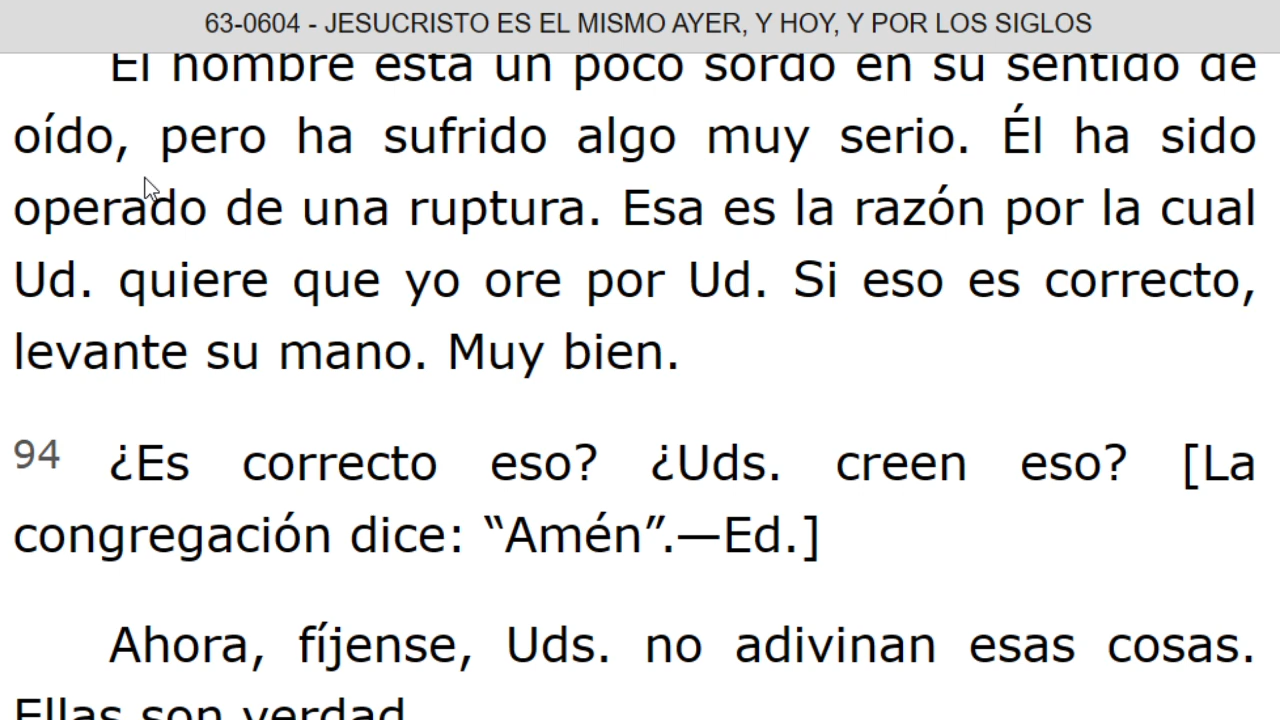 63-0604 - JESUCRISTO ES EL MISMO AYER, Y HOY, Y POR LOS SIGLOS
El hombre está un poco sordo en su sentido de
oído, pero ha sufrido algo muy serio. Él ha sido
operado de una ruptura. Esa es la razón por la cual
Ud. quiere que yo ore por Ud. Si eso es correcto,
levante su mano. Muy bien.
94 ¿Es correcto eso? ¿Uds. creen eso? [La
congregación dice: “Amén”.—Ed.]
Ahora, fíjense, Uds. no adivinan esas cosas.
Ellas son verdad